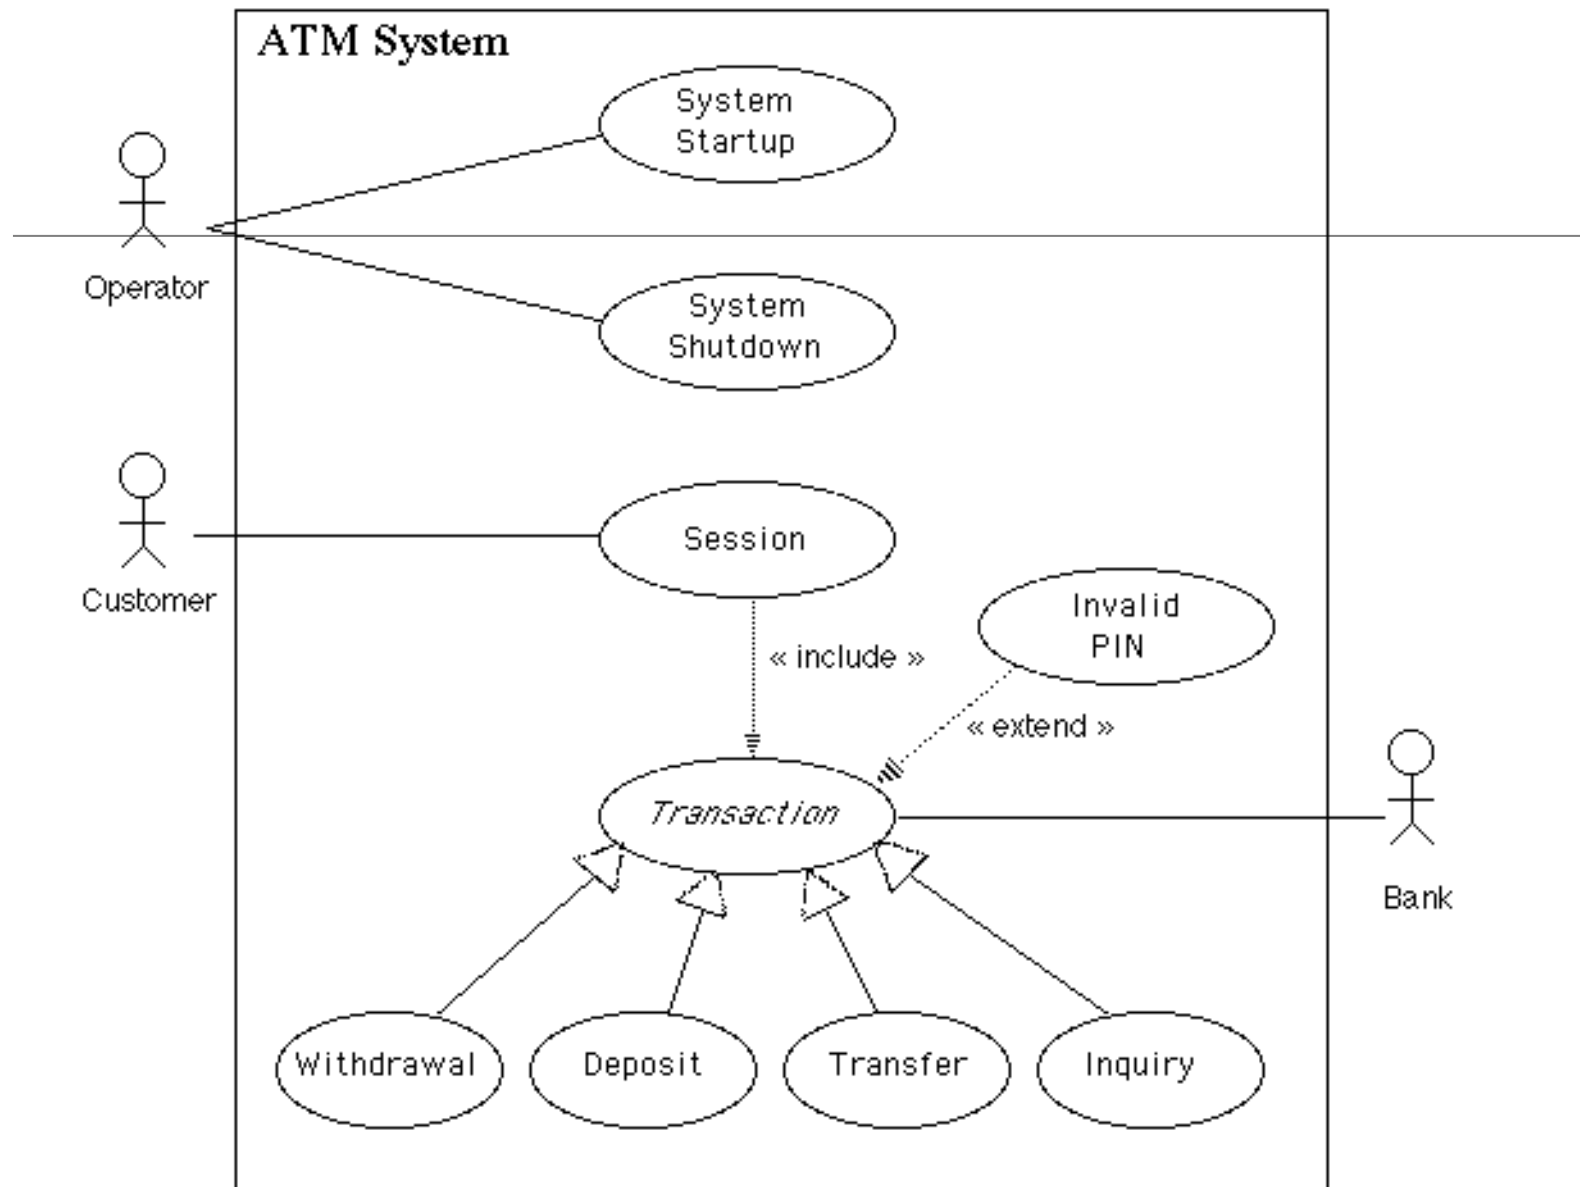 ATM System
System
Startup
Operator
System
Shutdown
Session
Customer
Invalid
PIN
« include »
« extend »
Transaction
Bank
Withdrawal
Deposit
Transfer
Inquiry